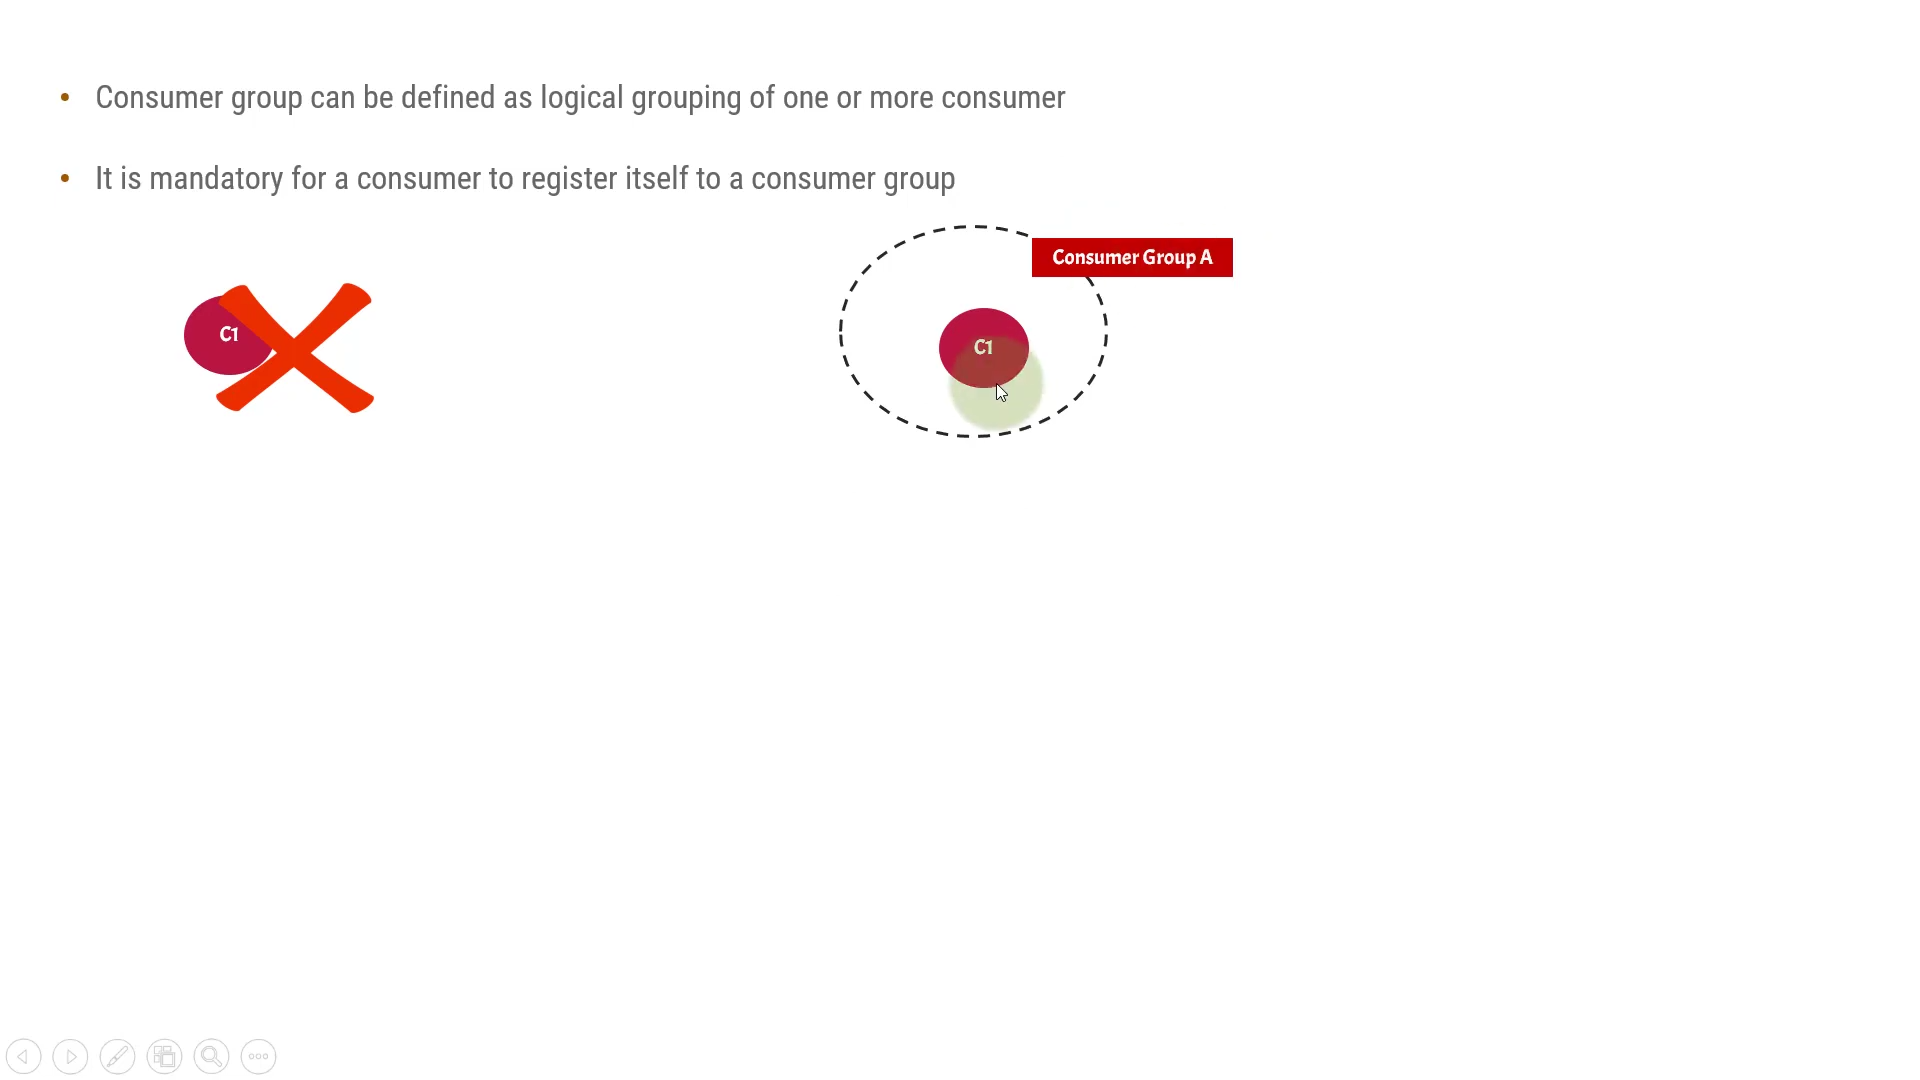 • Consumer group can be defined as logical grouping of one or more consumer
• It is mandatory for a consumer to register itself to a consumer group
Consumer Group A
C1
C1